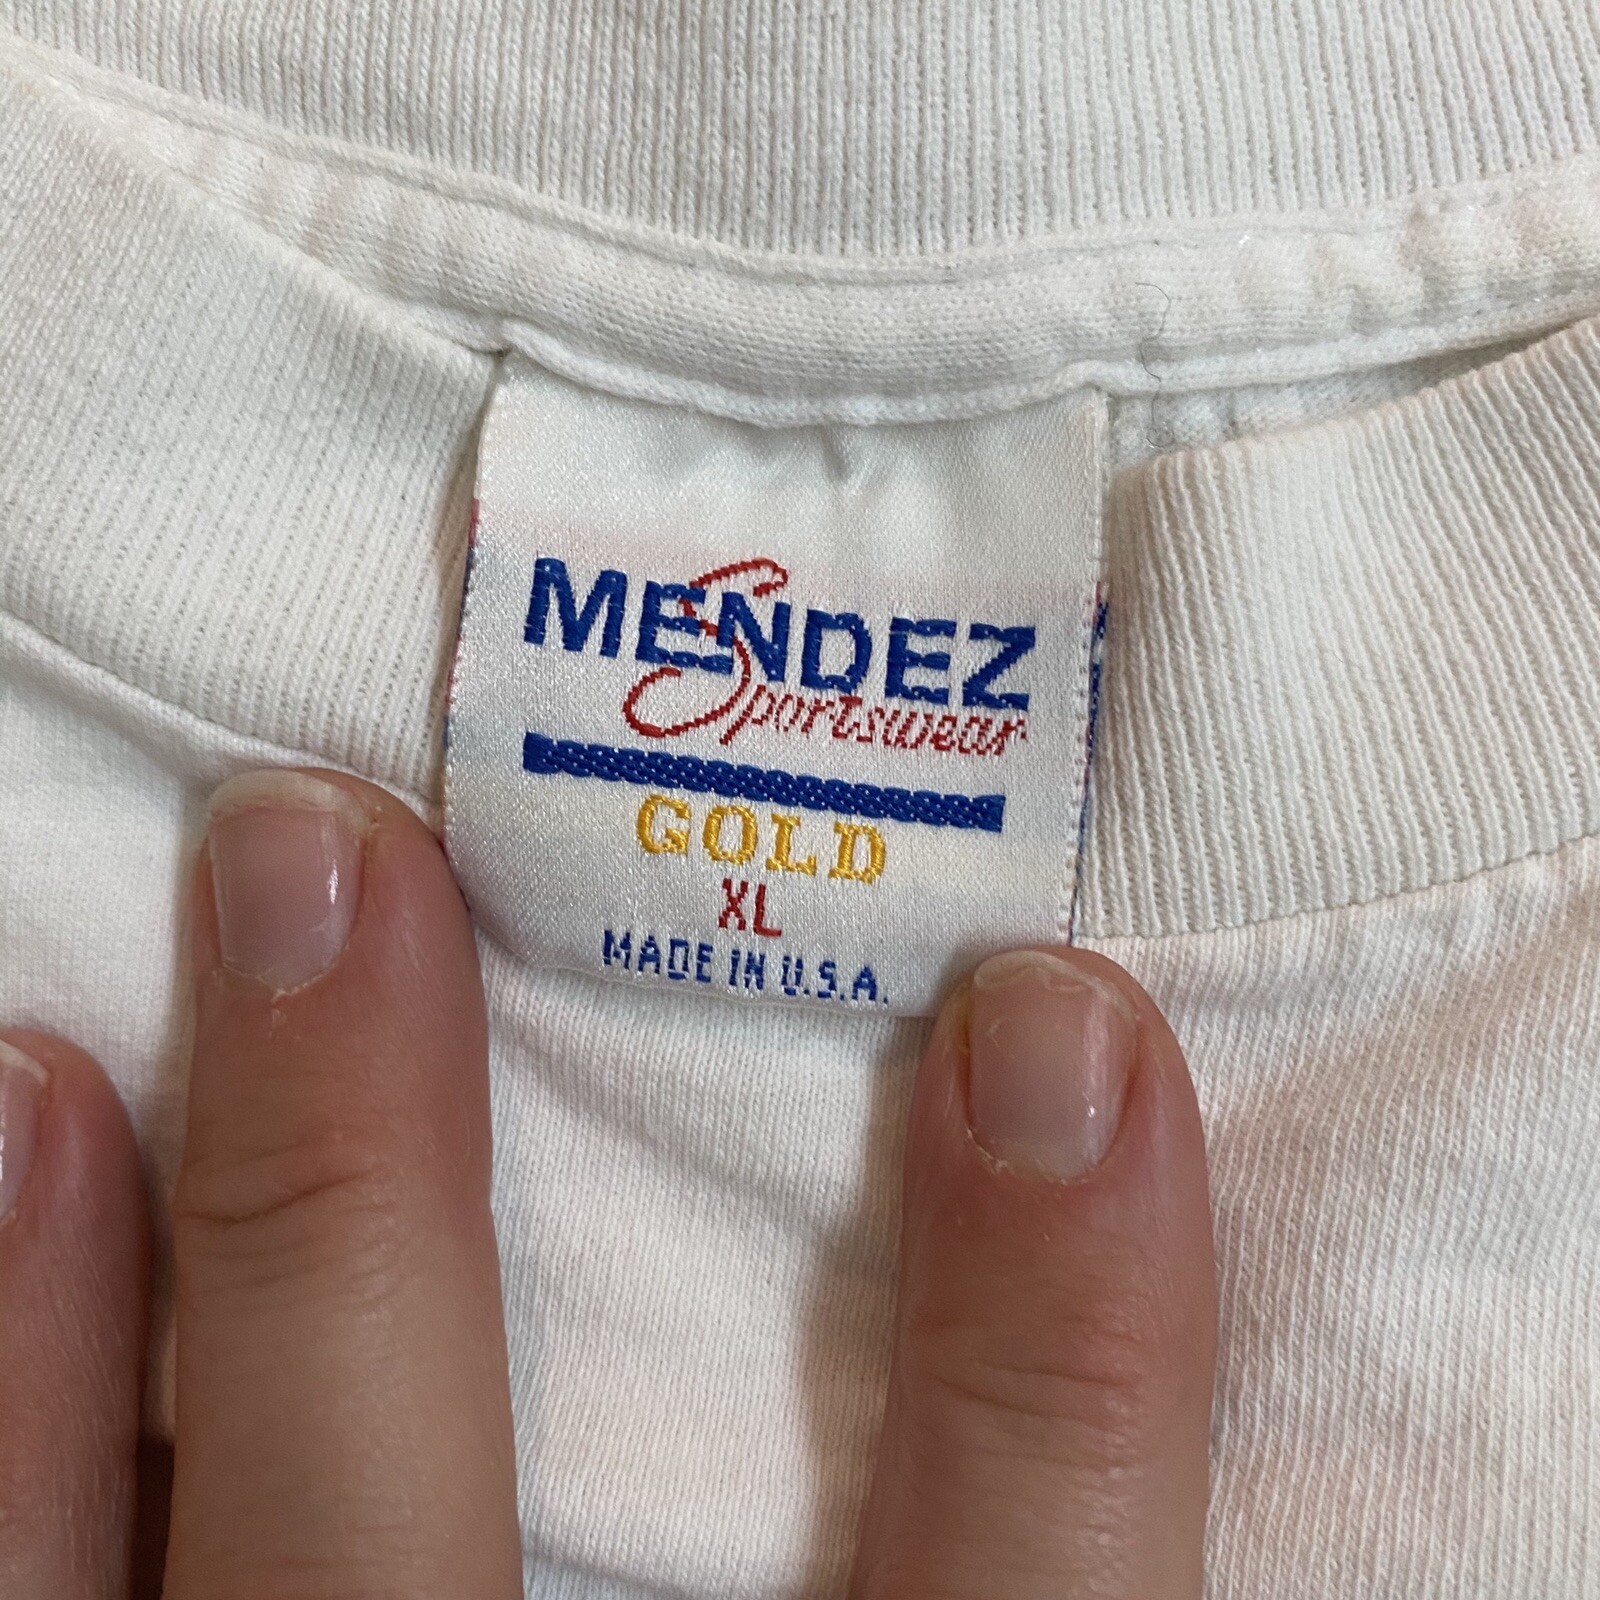 MENDEZ
Sportswear
GOLD
XL
MADE IN U.S.A.